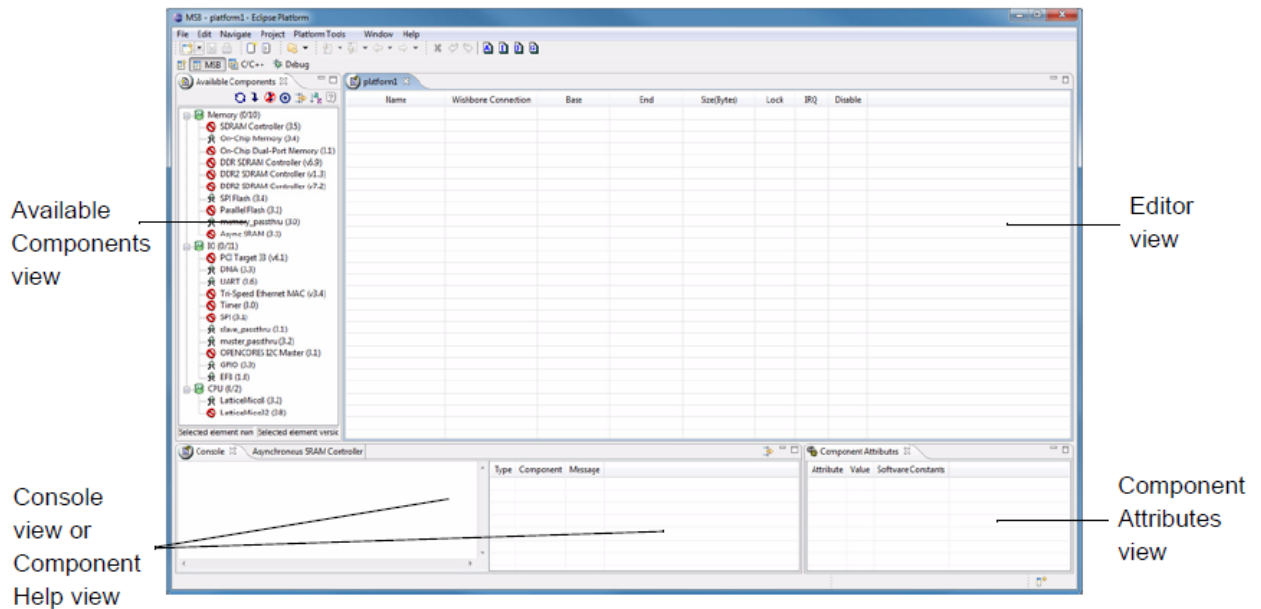 MSB - platform1 - Eclipse Platform
File Edit Navigate Project Platform Tools Window Help
MSB C/C++ Debug
Available Components
platform1
Name Wishbone Connection Base End Size(Bytes) Lock IRQ Disable
Memory (0/10)
SDRAM Controller (3.5)
On-Chip Memory (3.4)
On-Chip Dual-Port Memory (3.1)
DDR SDRAM Controller (v6.9)
DDR2 SDRAM Controller (v1.3)
DDR2 SDRAM Controller (v7.2)
SPI Flash (3.4)
Parallel Flash (3.2)
memory_passthru (3.0)
Async SRAM (3.2)
IO (0/11)
PCI Target 33 (v6.1)
DMA (3.3)
UART (3.6)
Tri-Speed Ethernet MAC (v3.4)
Timer (3.0)
SPI (3.1)
slave_passthru (3.1)
master_passthru (3.2)
OPENCORES I2C Master (3.1)
GPIO (3.3)
EFB (1.0)
CPU (0/2)
LatticeMico8 (3.2)
LatticeMico32 (3.8)
Selected element nam Selected element versic
Console Asynchronous SRAM Controller
Type Component Message
Component Attributes
Attribute Value Software Constants
Available
Components
view
Editor
view
Console
view or
Component
Help view
Component
Attributes
view